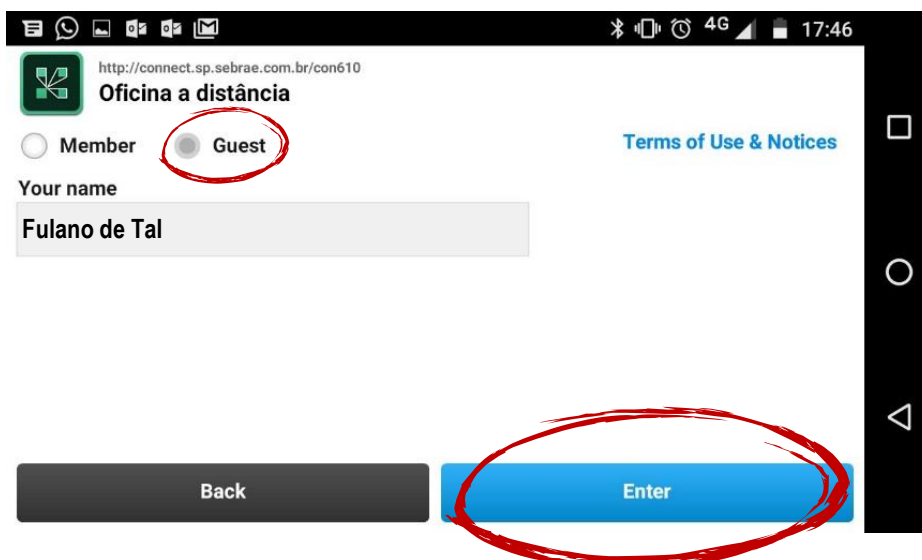 4G 17:46
http://connect.sp.sebrae.com.br/con610
Oficina a distância
Member Guest Terms of Use & Notices
Your name
Fulano de Tal
Back Enter